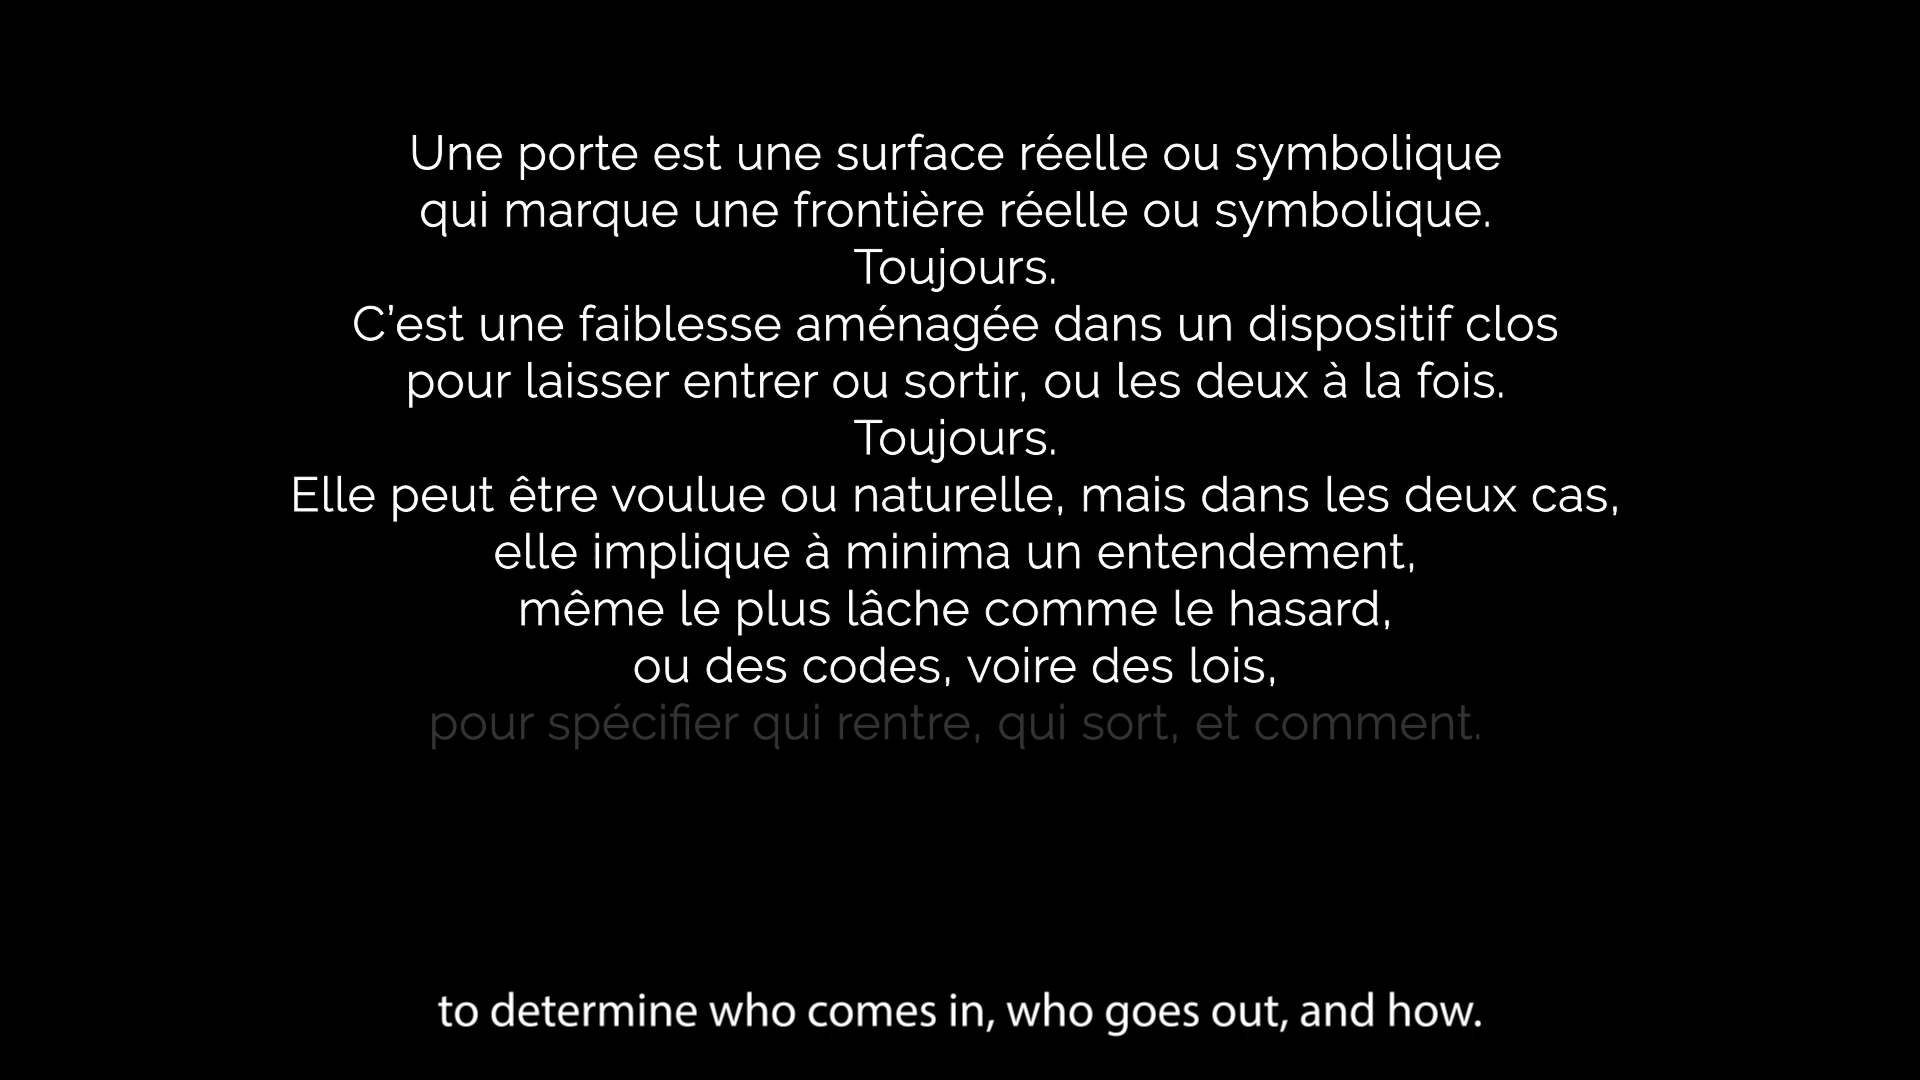 Une porte est une surface réelle ou symbolique
qui marque une frontière réelle ou symbolique.
Toujours.
C’est une faiblesse aménagée dans un dispositif clos
pour laisser entrer ou sortir, ou les deux à la fois.
Toujours.
Elle peut être voulue ou naturelle, mais dans les deux cas,
elle implique à minima un entendement,
même le plus lâche comme le hasard,
ou des codes, voire des lois,
pour spécifier qui rentre, qui sort, et comment.
to determine who comes in, who goes out, and how.